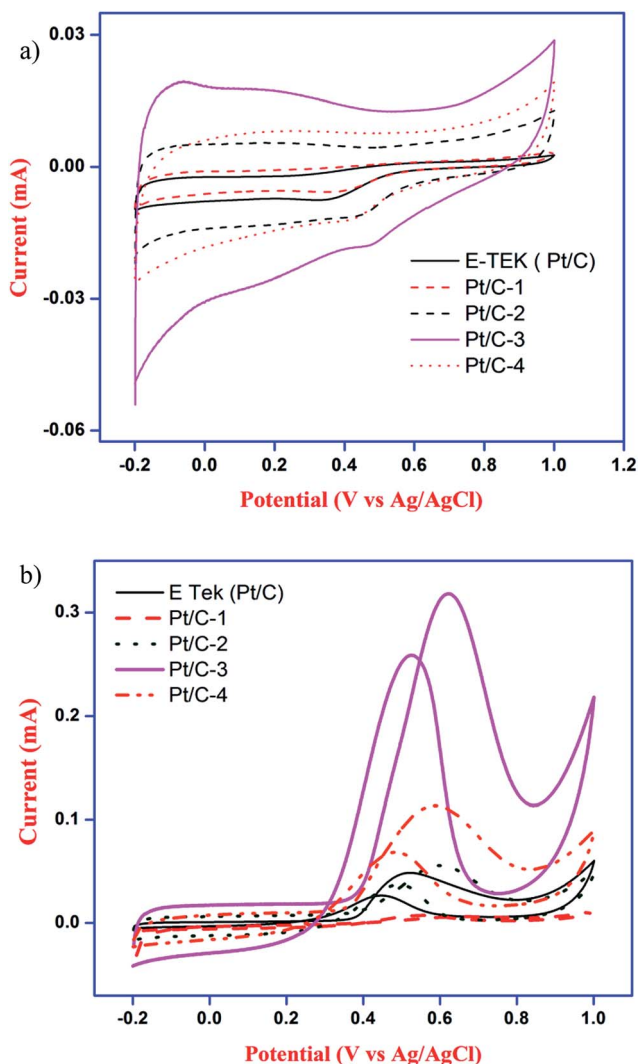 a)
0.03
0.00
-0.03
-0.06
Current (mA)
E-TEK ( Pt/C)
Pt/C-1
Pt/C-2
Pt/C-3
Pt/C-4
-0.2 0.0 0.2 0.4 0.6 0.8 1.0 1.2
Potential (V vs Ag/AgCl)
b)
0.3
0.2
0.1
0.0
Current (mA)
E Tek (Pt/C)
Pt/C-1
Pt/C-2
Pt/C-3
Pt/C-4
-0.2 0.0 0.2 0.4 0.6 0.8 1.0
Potential (V vs Ag/AgCl)